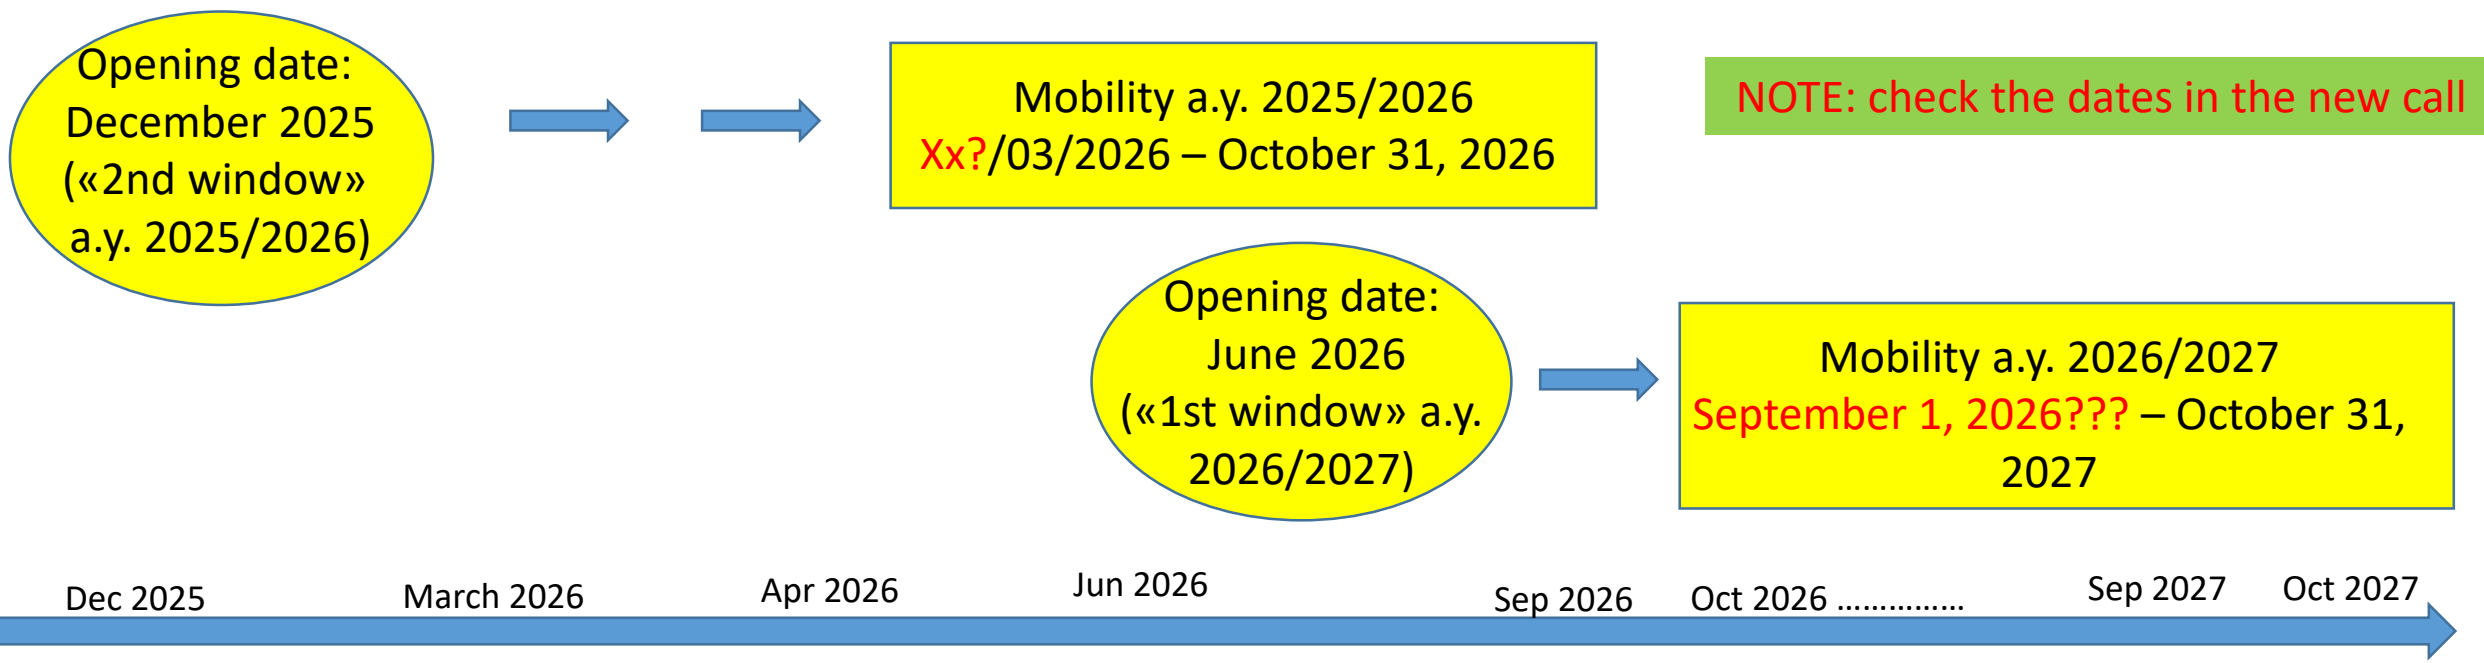 Opening date:
December 2025
(«2nd window»
a.y. 2025/2026)
Mobility a.y. 2025/2026
Xx?/03/2026 – October 31, 2026
NOTE: check the dates in the new call
Opening date:
June 2026
(«1st window» a.y.
2026/2027)
Mobility a.y. 2026/2027
September 1, 2026??? – October 31,
2027
Dec 2025
March 2026
Apr 2026
Jun 2026
Sep 2026
Oct 2026 ……………
Sep 2027
Oct 2027